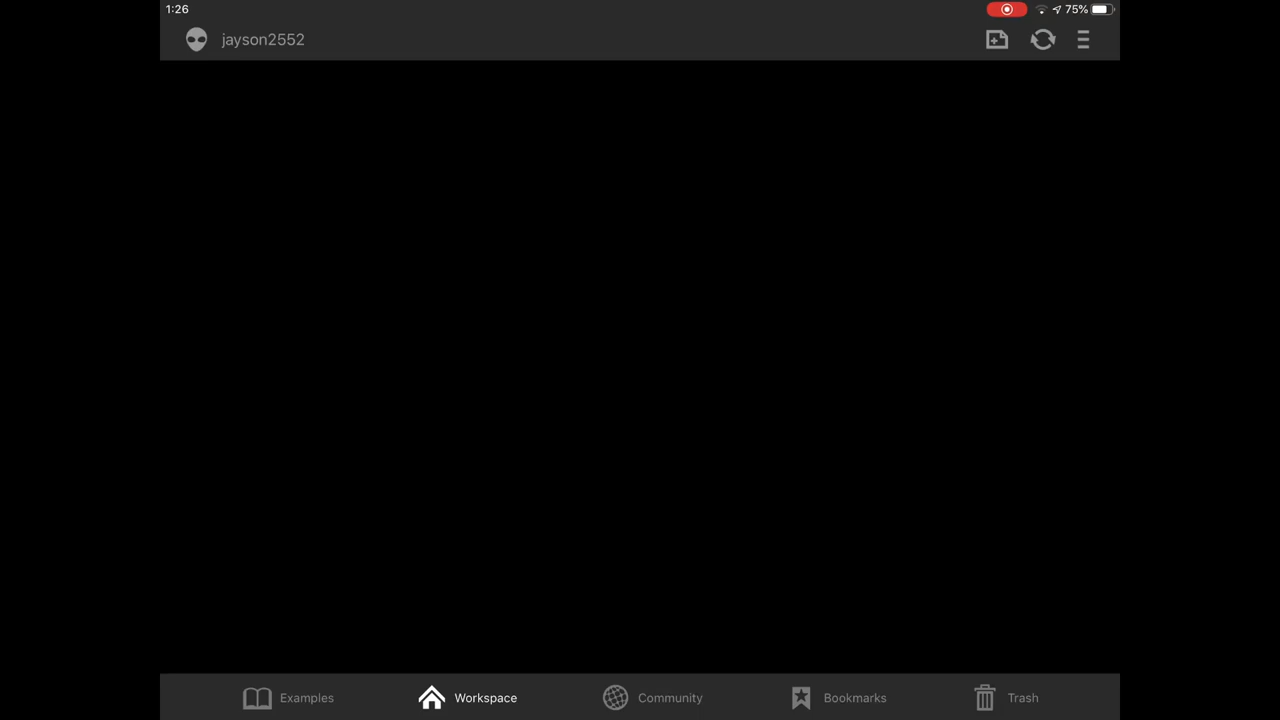 1:26
75%
jayson2552
Examples
Workspace
Community
Bookmarks
Trash